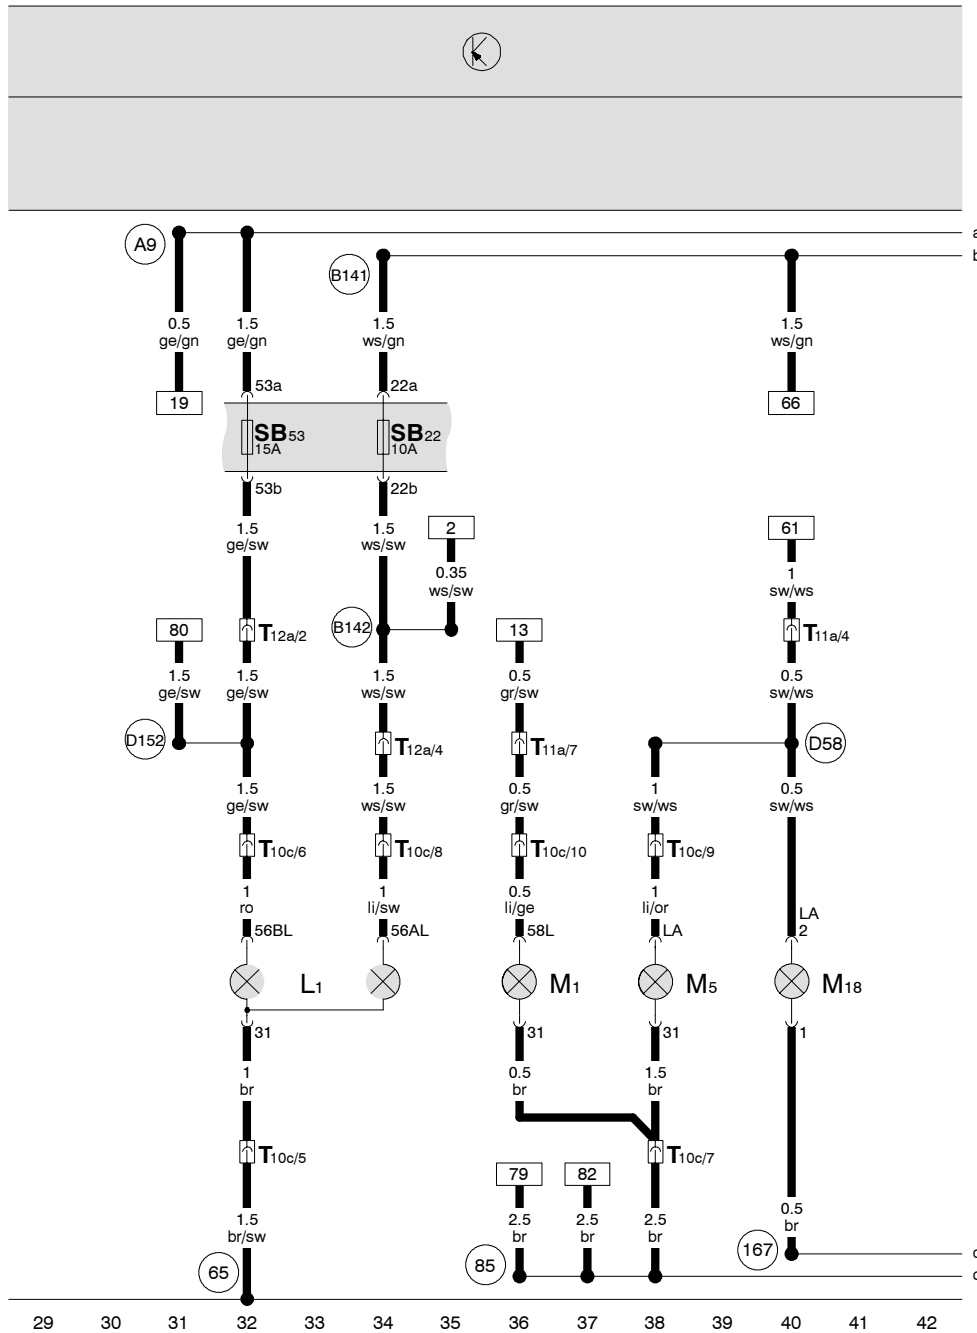 a
A9
b
B141
0.5 1.5 1.5 1.5
ge/gn ge/gn ws/gn ws/gn
53a 22a
19 66
SB53 SB22
15A 10A
53b 22b
1.5 1.5 2 61
ge/sw ws/sw
0.35 1
ws/sw sw/ws
80 T12a/2 B142 13 T11a/4
1.5 1.5 1.5 0.5 0.5
ge/sw ge/sw ws/sw gr/sw sw/ws
D152 T12a/4 T11a/7 D58
1.5 1.5 0.5 1 0.5
ge/sw ws/sw gr/sw sw/ws sw/ws
T10c/6 T10c/8 T10c/10 T10c/9
1 1 0.5 1
ro li/sw li/ge li/or
LA
56BL 56AL 58L LA 2
L1 M1 M5 M18
31 31 31 1
1 0.5 1.5
br br br
T10c/5 T10c/7
79 82
1.5 2.5 2.5 2.5 0.5
br/sw br br br br
65 85 167
29 30 31 32 33 34 35 36 37 38 39 40 41 42